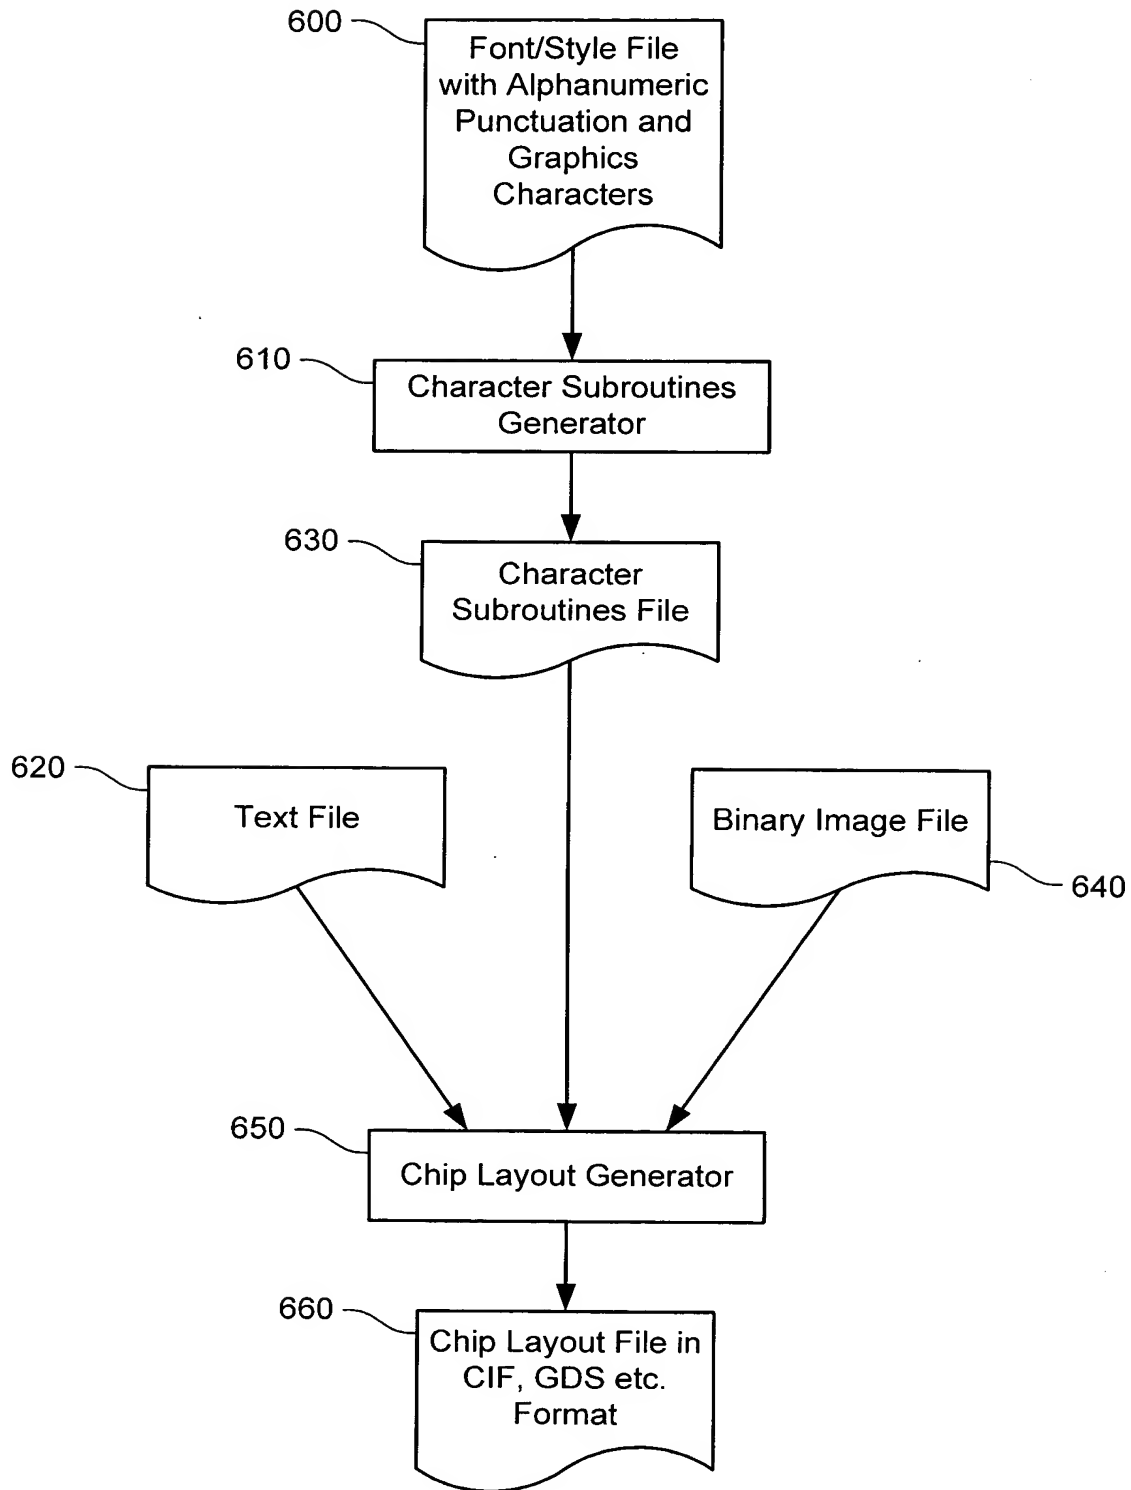 600
Font/Style File
with Alphanumeric
Punctuation and
Graphics
Characters
610
Character Subroutines
Generator
630
Character
Subroutines File
620
Text File
Binary Image File
640
650
Chip Layout Generator
660
Chip Layout File in
CIF, GDS etc.
Format